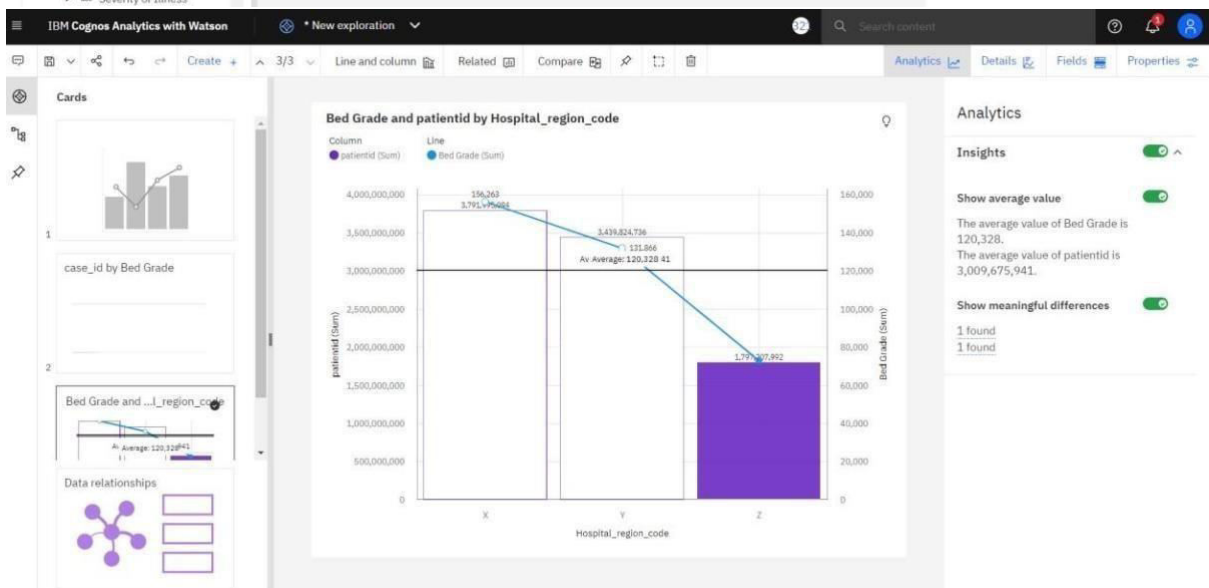 Severity of Illness
IBM Cognos Analytics with Watson
* New exploration
32
Search content
Create +
3/3
Line and column
Related
Compare
Analytics
Details
Fields
Properties
Cards
1
case_id by Bed Grade
2
Bed Grade and ...l_region_code
Average: 120,328
Data relationships
Bed Grade and patientid by Hospital_region_code
Column
Line
patientid (Sum)
Bed Grade (Sum)
patientid (Sum)
4,000,000,000
3,500,000,000
3,000,000,000
2,500,000,000
2,000,000,000
1,500,000,000
1,000,000,000
500,000,000
0
156,263
3,439,824,736
131,866
Av Average: 120,328 41
160,000
140,000
120,000
100,000
80,000
60,000
40,000
20,000
0
Bed Grade (Sum)
X
Y
Z
Hospital_region_code
Analytics
Insights
Show average value
The average value of Bed Grade is
120,328.
The average value of patientid is
3,009,675,941.
Show meaningful differences
1 found
1 found